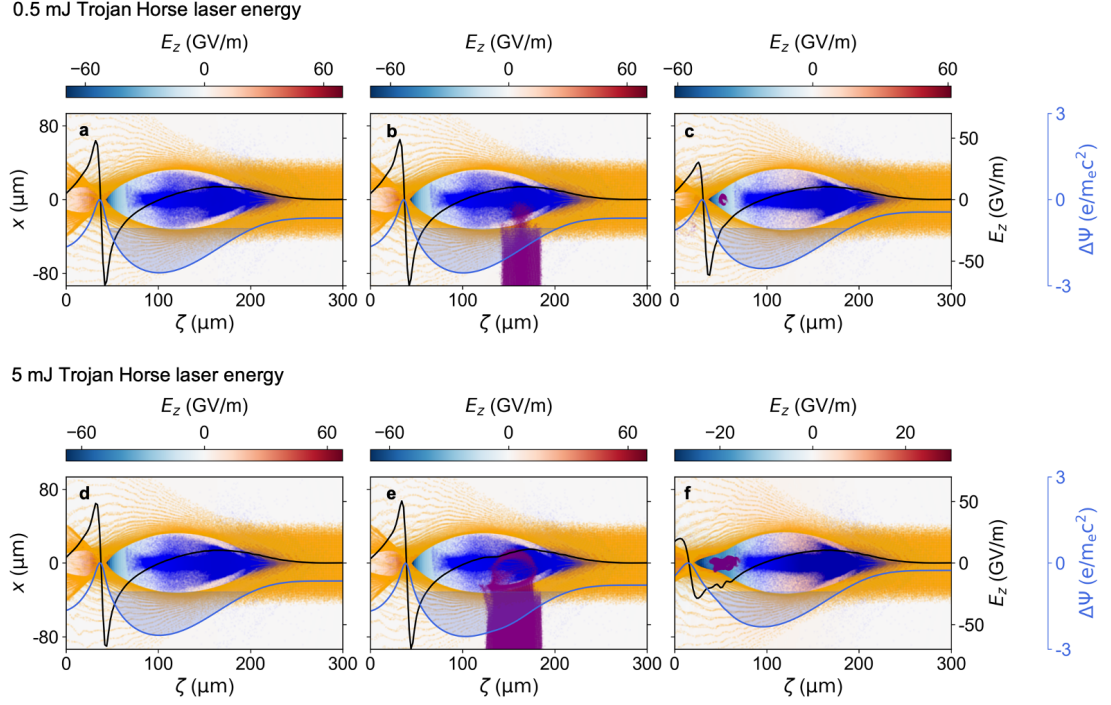 0.5 mJ Trojan Horse laser energy
E_z (GV/m) E_z (GV/m) E_z (GV/m)
−60 0 60 −60 0 60 −60 0 60
a b c
x (μm)
80
0
-80
50
0
-50
E_z (GV/m)
3
0
-3
ΔΨ (e/m_ec²)
0 100 200 300 0 100 200 300 0 100 200 300
ζ (μm) ζ (μm) ζ (μm)
5 mJ Trojan Horse laser energy
E_z (GV/m) E_z (GV/m) E_z (GV/m)
−60 0 60 −60 0 60 −20 0 20
d e f
x (μm)
80
0
-80
50
0
-50
E_z (GV/m)
3
0
-3
ΔΨ (e/m_ec²)
0 100 200 300 0 100 200 300 0 100 200 300
ζ (μm) ζ (μm) ζ (μm)